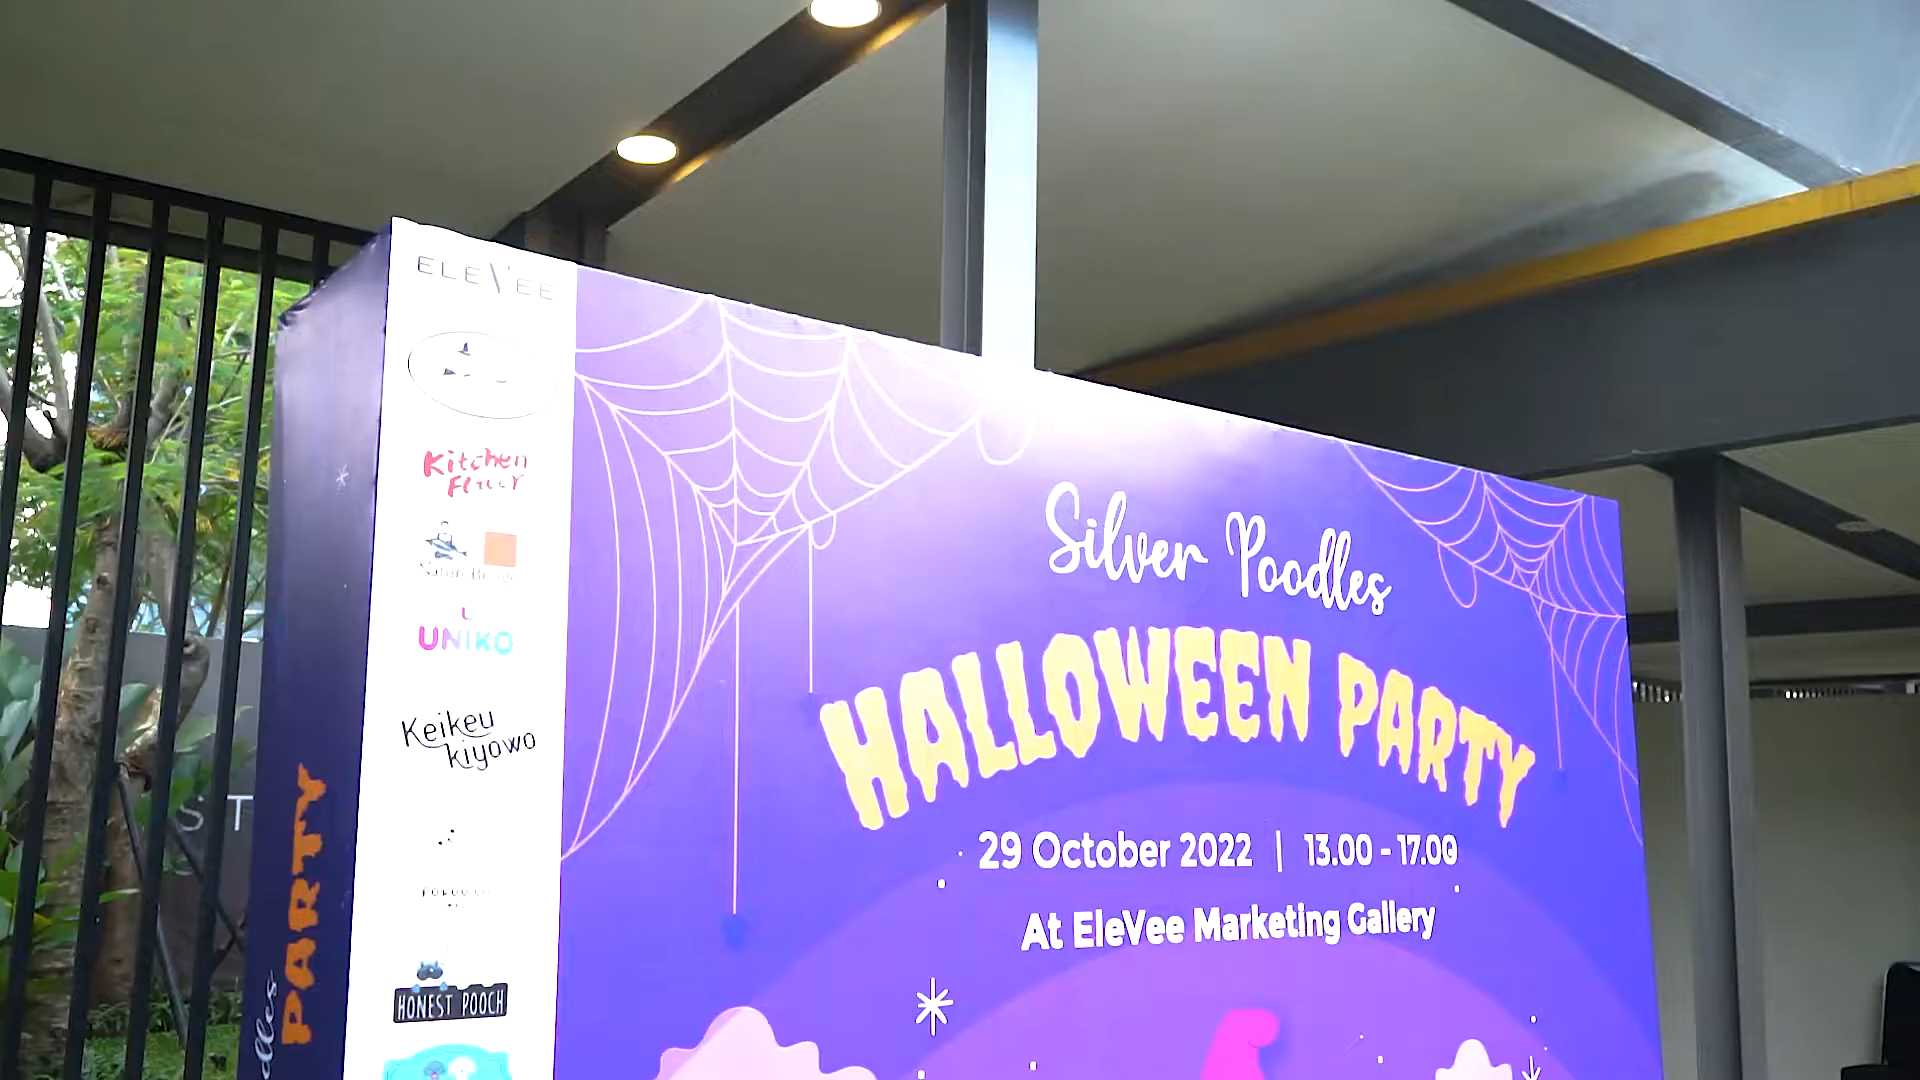 ELEVEE
Kitchen
UNIKO
Keikeu
kiyowo
HONEST POOCH
Silver Poodles
HALLOWEEN PARTY
29 October 2022 | 13.00 - 17.00
At EleVee Marketing Gallery
PARTY
ST